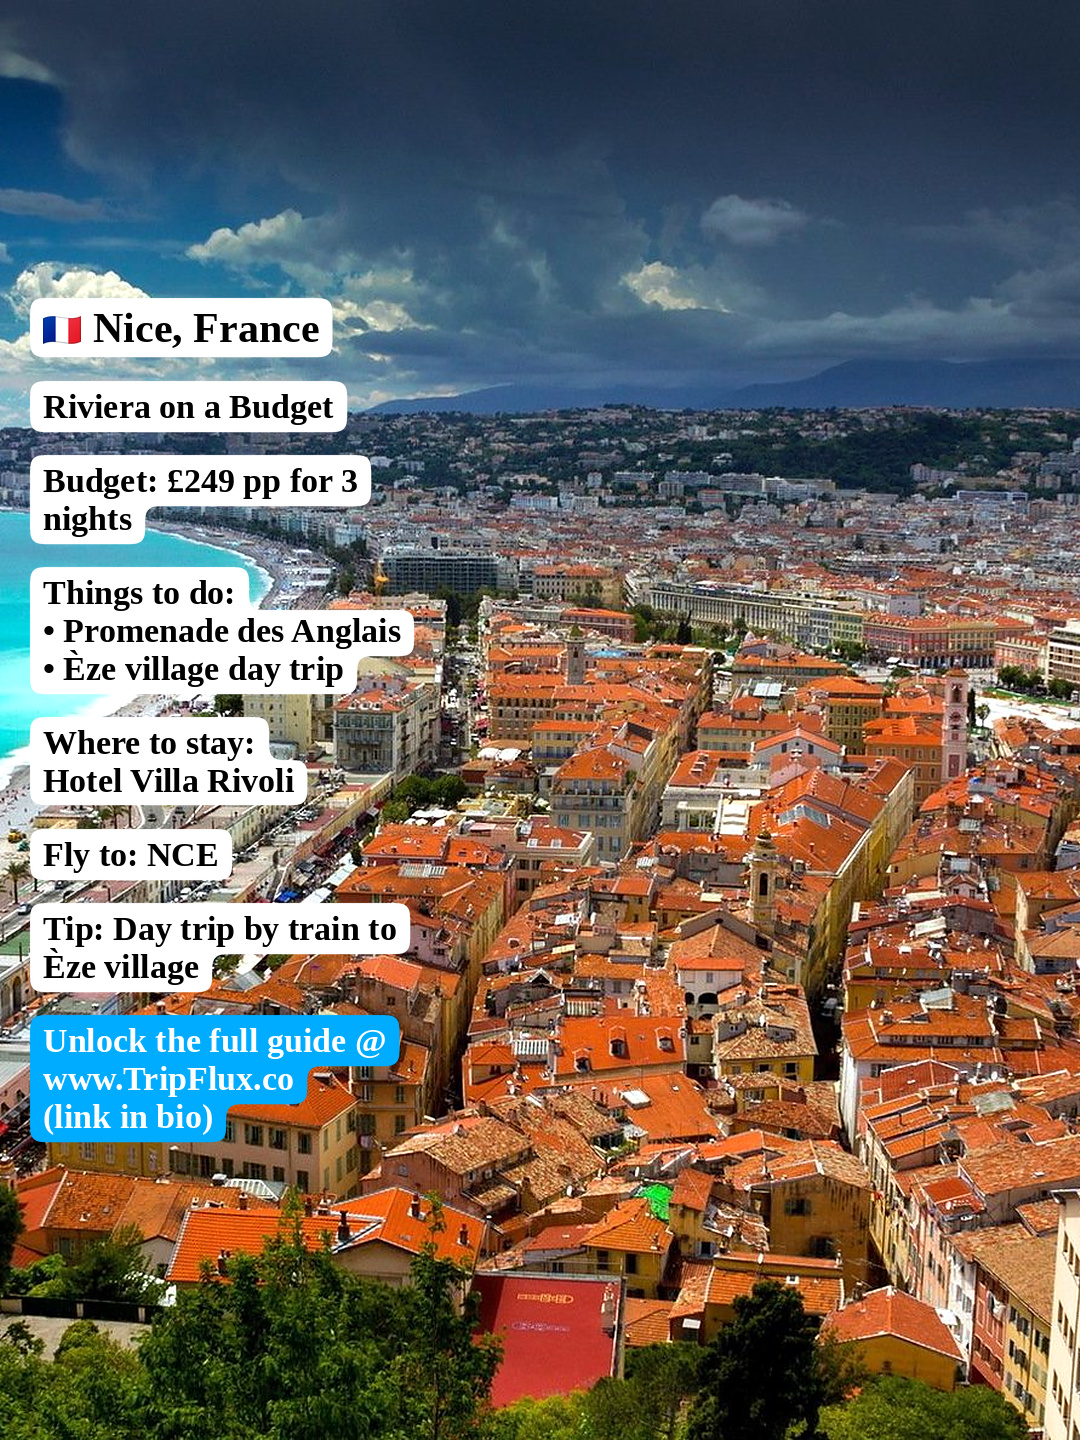 🇫🇷 Nice, France
Riviera on a Budget
Budget: £249 pp for 3
nights
Things to do:
• Promenade des Anglais
• Èze village day trip
Where to stay:
Hotel Villa Rivoli
Fly to: NCE
Tip: Day trip by train to
Èze village
Unlock the full guide @
www.TripFlux.co
(link in bio)